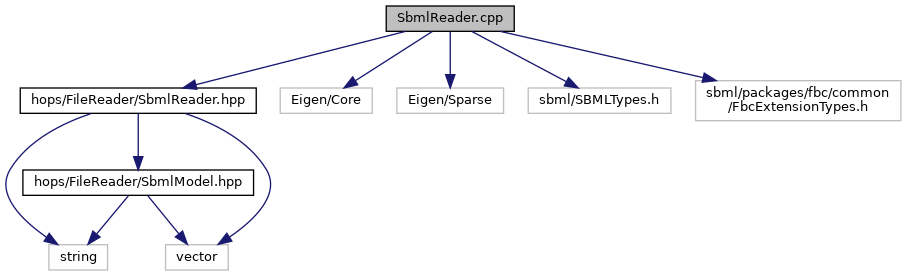 SbmlReader.cpp
hops/FileReader/SbmlReader.hpp
Eigen/Core
Eigen/Sparse
sbml/SBMLTypes.h
sbml/packages/fbc/common
/FbcExtensionTypes.h
hops/FileReader/SbmlModel.hpp
string
vector